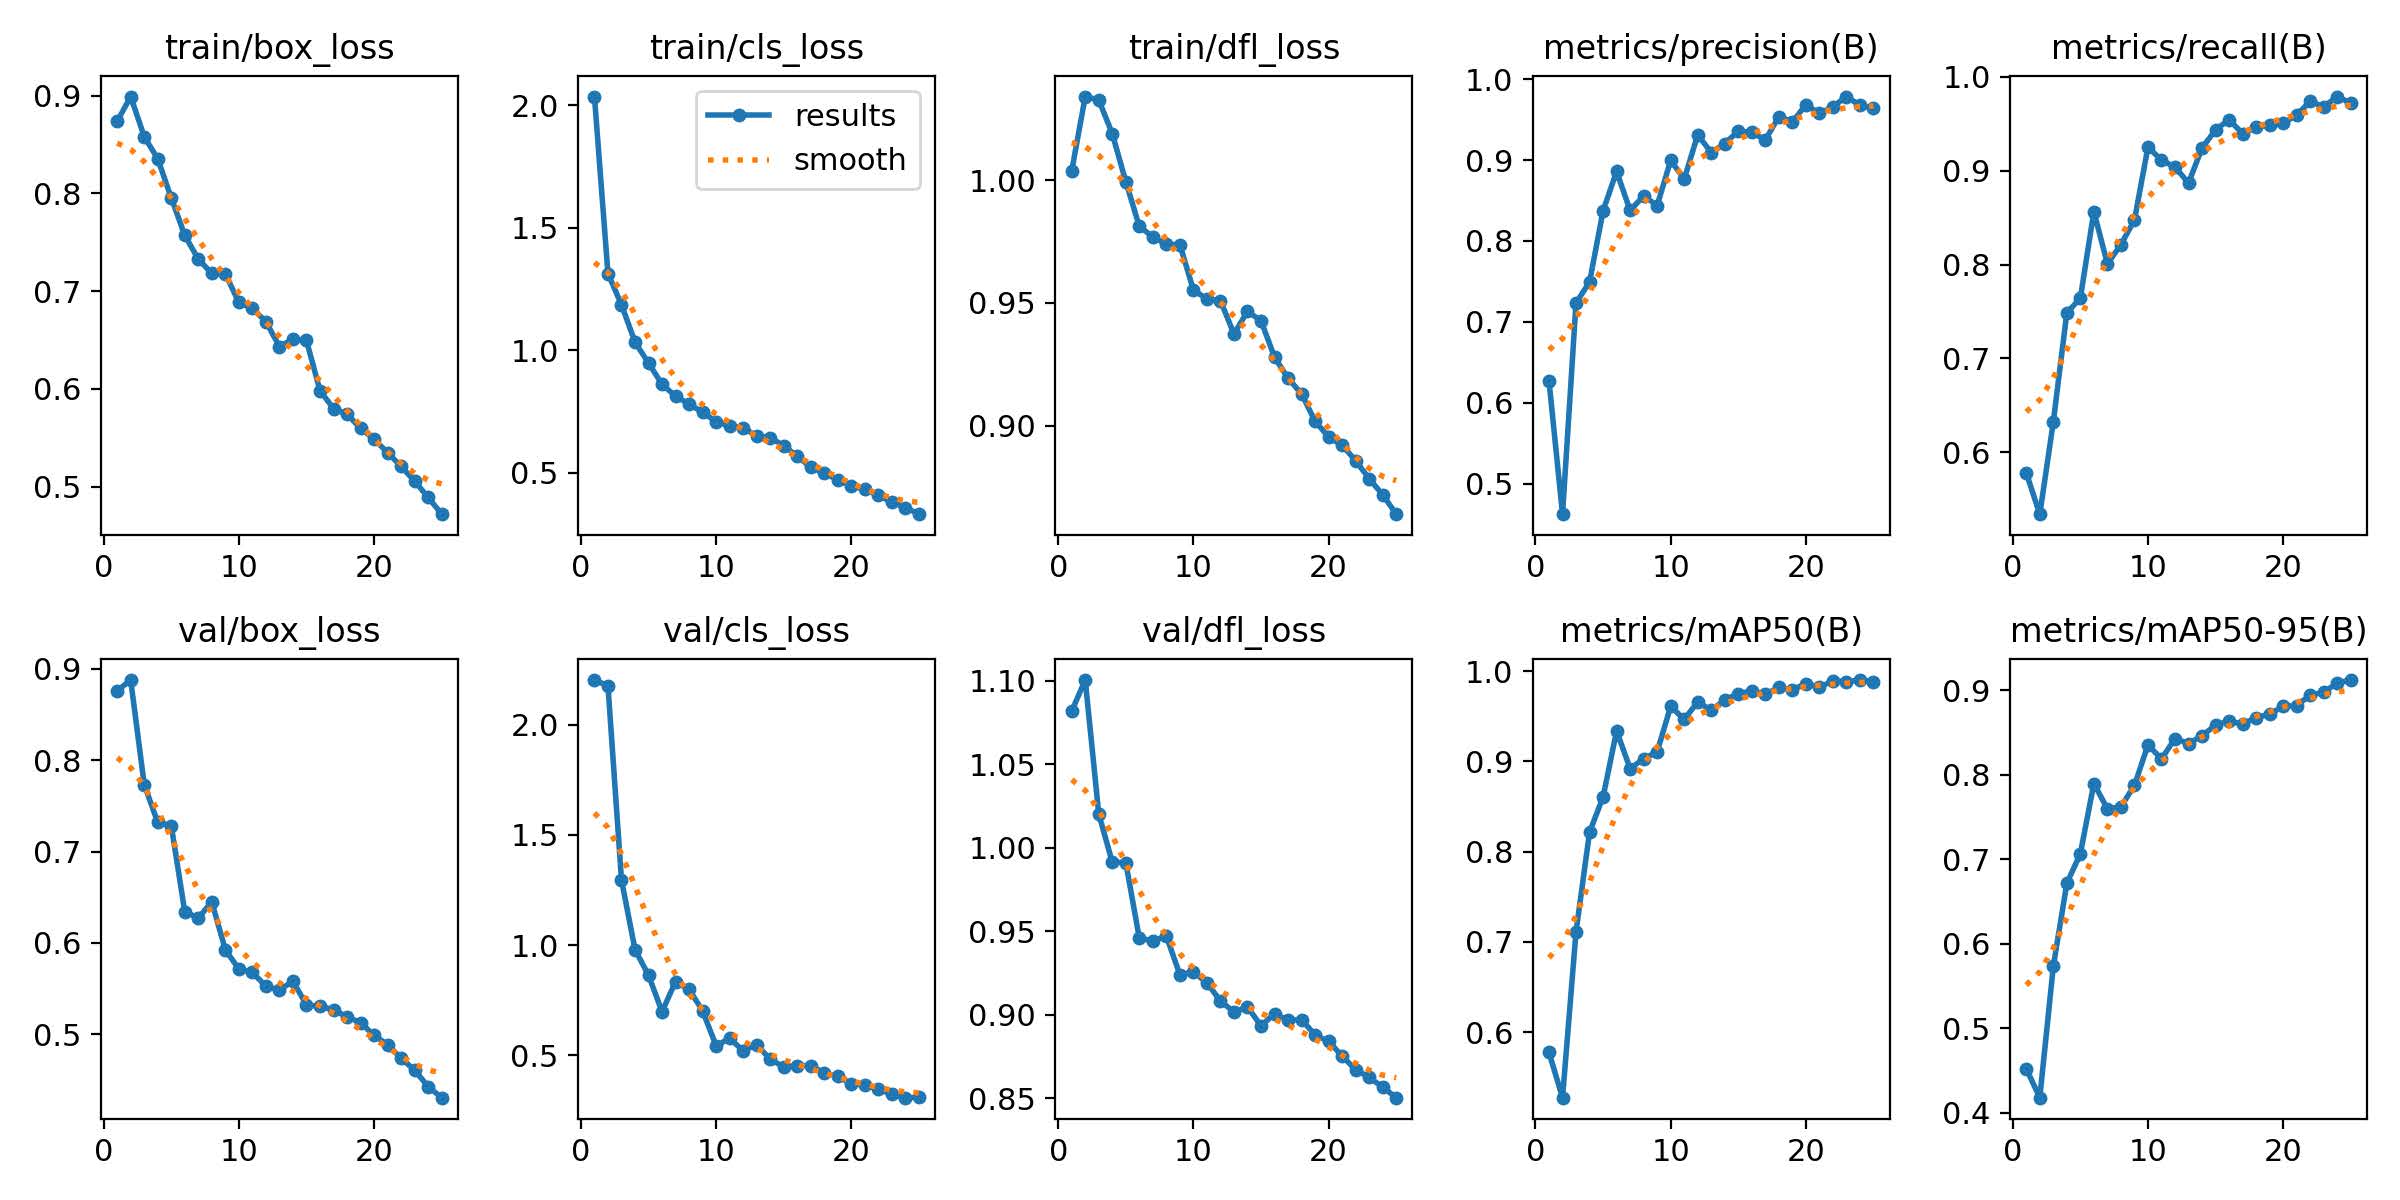 train/box_loss
0.9
0.8
0.7
0.6
0.5
0 10 20
train/cls_loss
results
smooth
2.0
1.5
1.0
0.5
0 10 20
train/dfl_loss
1.00
0.95
0.90
0 10 20
metrics/precision(B)
1.0
0.9
0.8
0.7
0.6
0.5
0 10 20
metrics/recall(B)
1.0
0.9
0.8
0.7
0.6
0 10 20
val/box_loss
0.9
0.8
0.7
0.6
0.5
0 10 20
val/cls_loss
2.0
1.5
1.0
0.5
0 10 20
val/dfl_loss
1.10
1.05
1.00
0.95
0.90
0.85
0 10 20
metrics/mAP50(B)
1.0
0.9
0.8
0.7
0.6
0 10 20
metrics/mAP50-95(B)
0.9
0.8
0.7
0.6
0.5
0.4
0 10 20